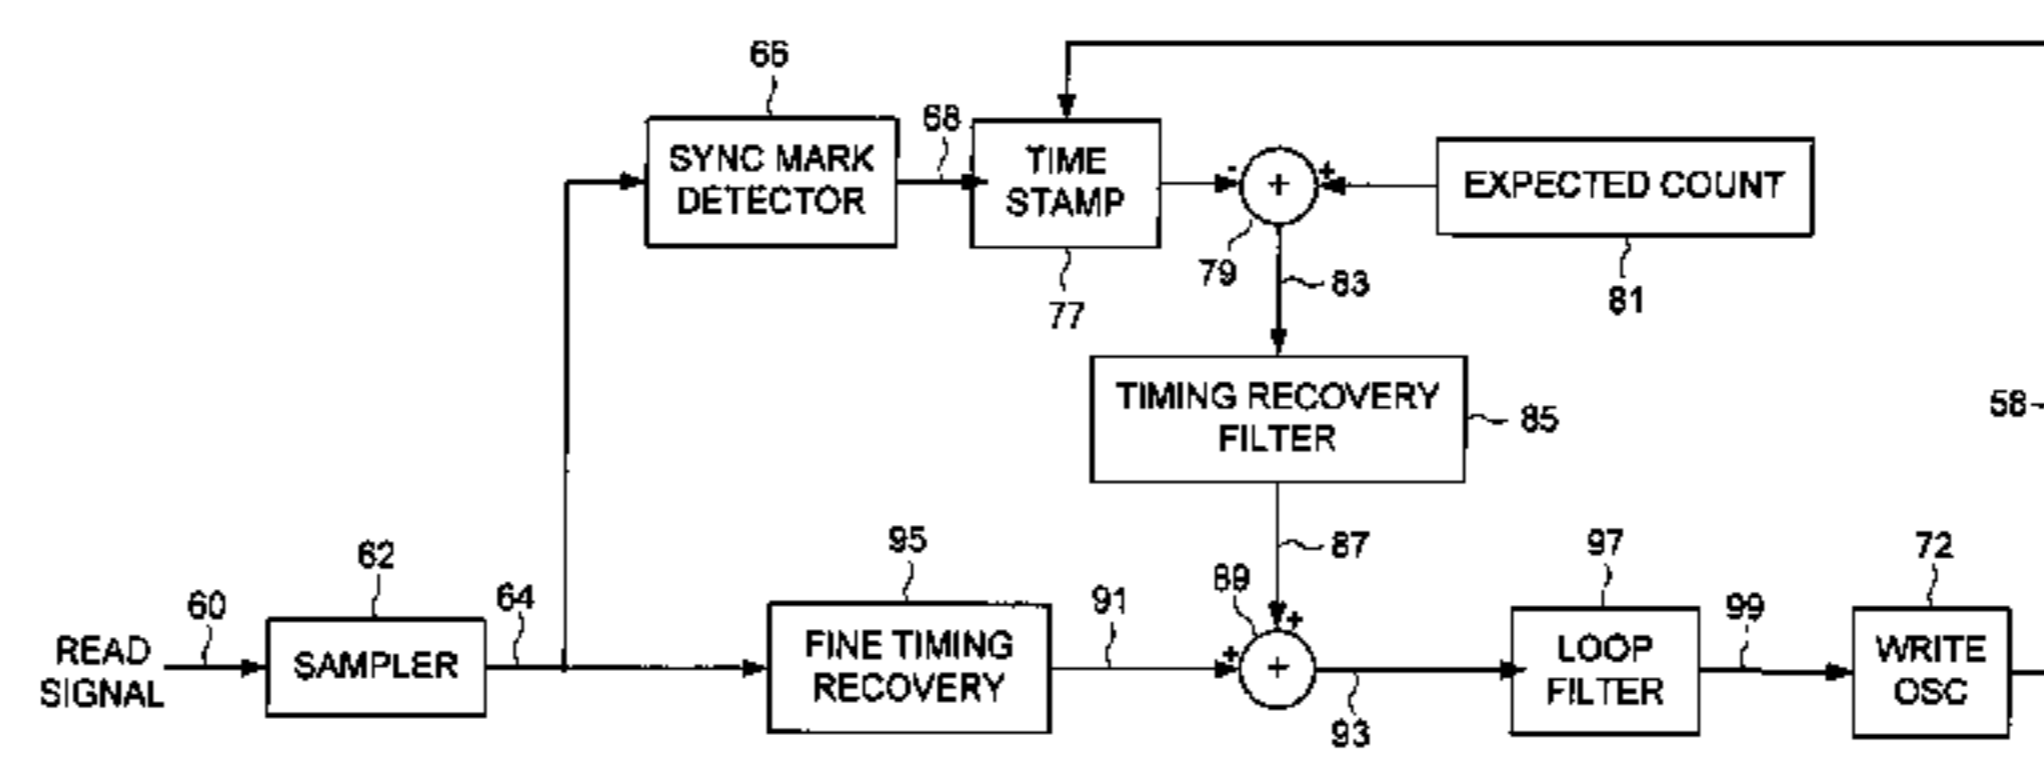 66
SYNC MARK
DETECTOR
68
TIME
STAMP
77
-
+
+
79
EXPECTED COUNT
81
83
TIMING RECOVERY
FILTER
85
58
87
READ
SIGNAL
60
62
SAMPLER
64
95
FINE TIMING
RECOVERY
91
89
+
+
+
93
97
LOOP
FILTER
99
72
WRITE
OSC